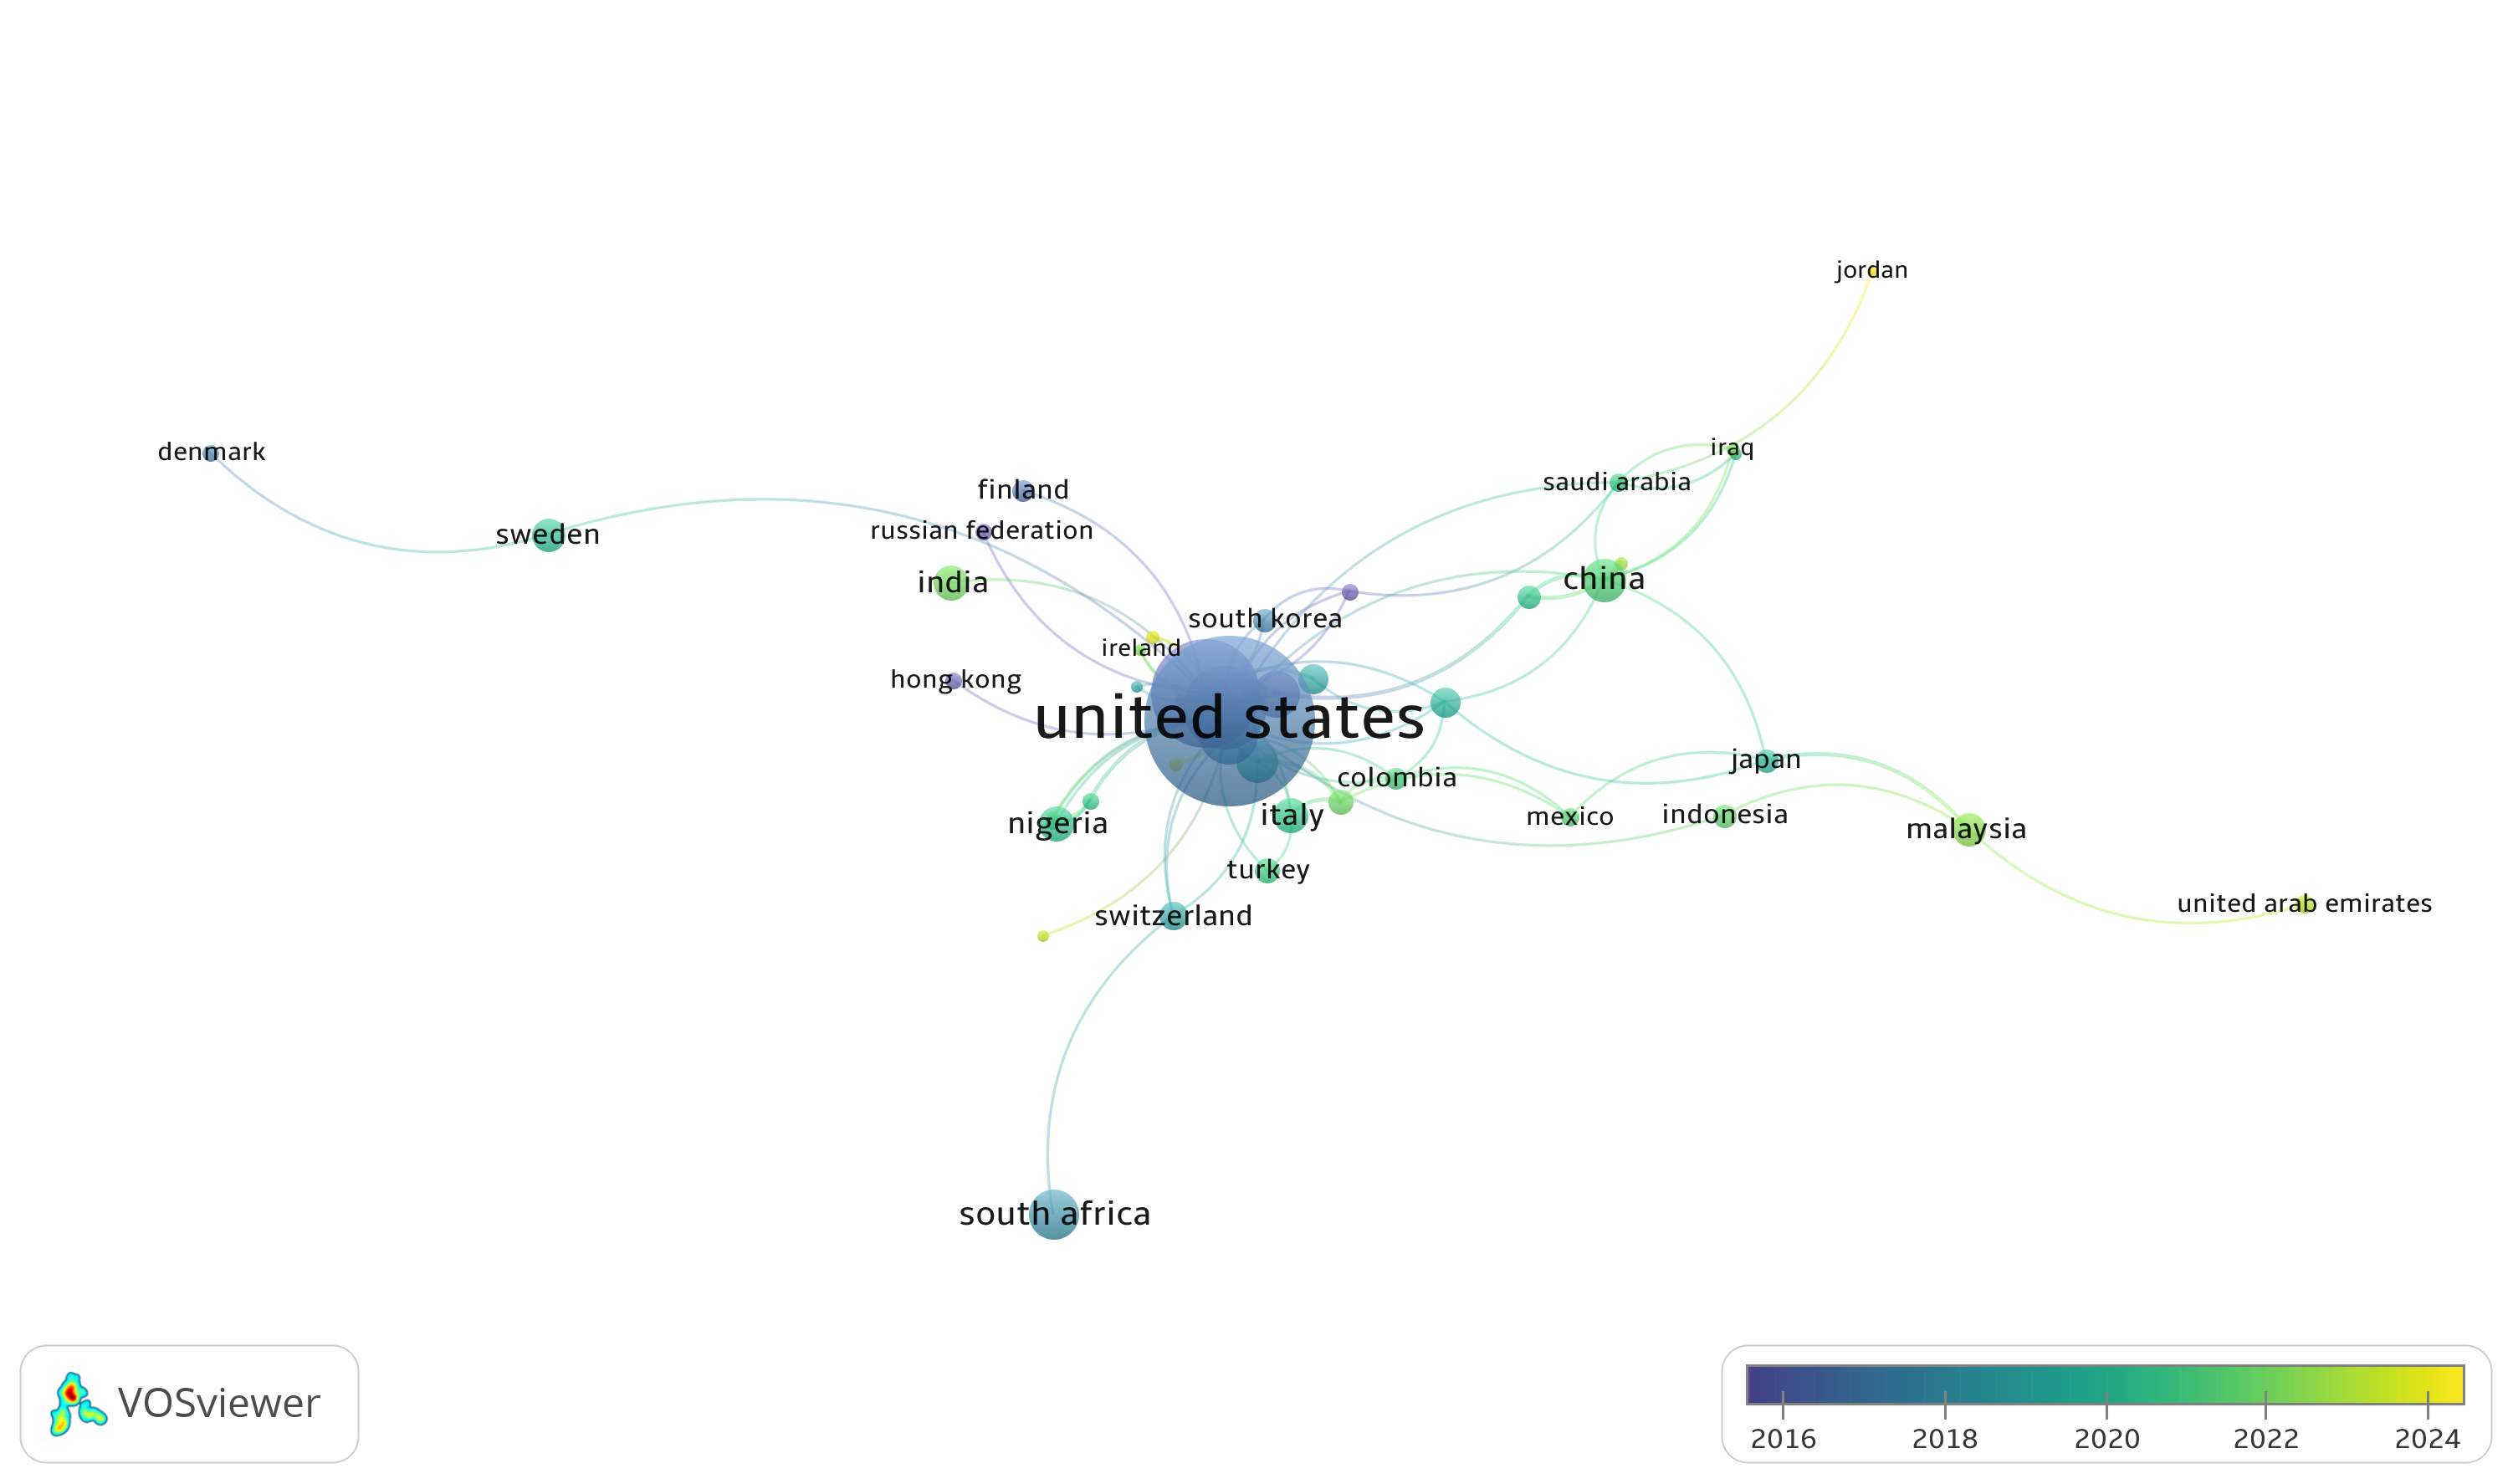 jordan
iraq
denmark
saudi arabia
finland
russian federation
sweden
china
india
south korea
ireland
hong kong
united states
japan
colombia
italy
mexico
indonesia
nigeria
malaysia
turkey
united arab emirates
switzerland
south africa
VOSviewer
2016 2018 2020 2022 2024